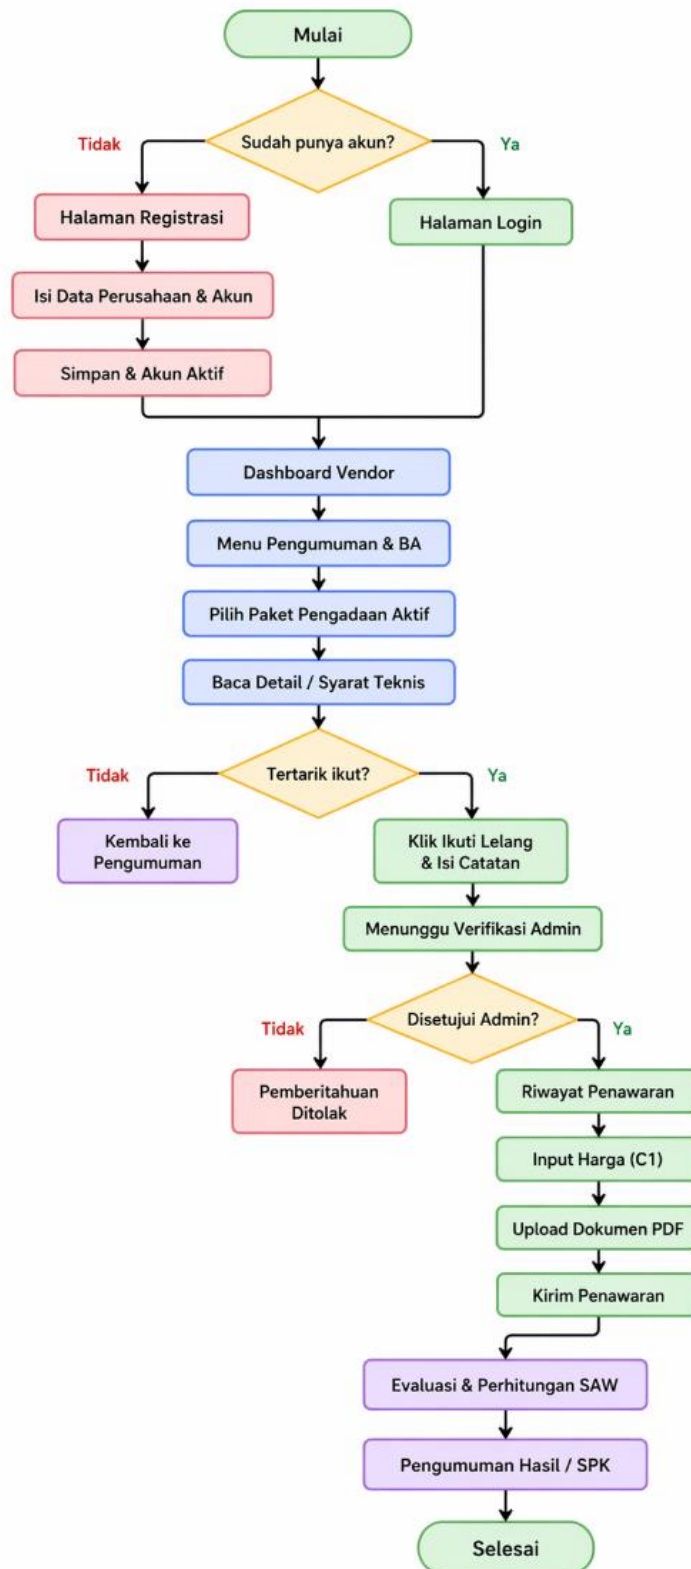 Mulai
Sudah punya akun?
Tidak
Ya
Halaman Registrasi
Halaman Login
Isi Data Perusahaan & Akun
Simpan & Akun Aktif
Dashboard Vendor
Menu Pengumuman & BA
Pilih Paket Pengadaan Aktif
Baca Detail / Syarat Teknis
Tertarik ikut?
Tidak
Ya
Kembali ke
Pengumuman
Klik Ikuti Lelang
& Isi Catatan
Menunggu Verifikasi Admin
Disetujui Admin?
Tidak
Ya
Pemberitahuan
Ditolak
Riwayat Penawaran
Input Harga (C1)
Upload Dokumen PDF
Kirim Penawaran
Evaluasi & Perhitungan SAW
Pengumuman Hasil / SPK
Selesai